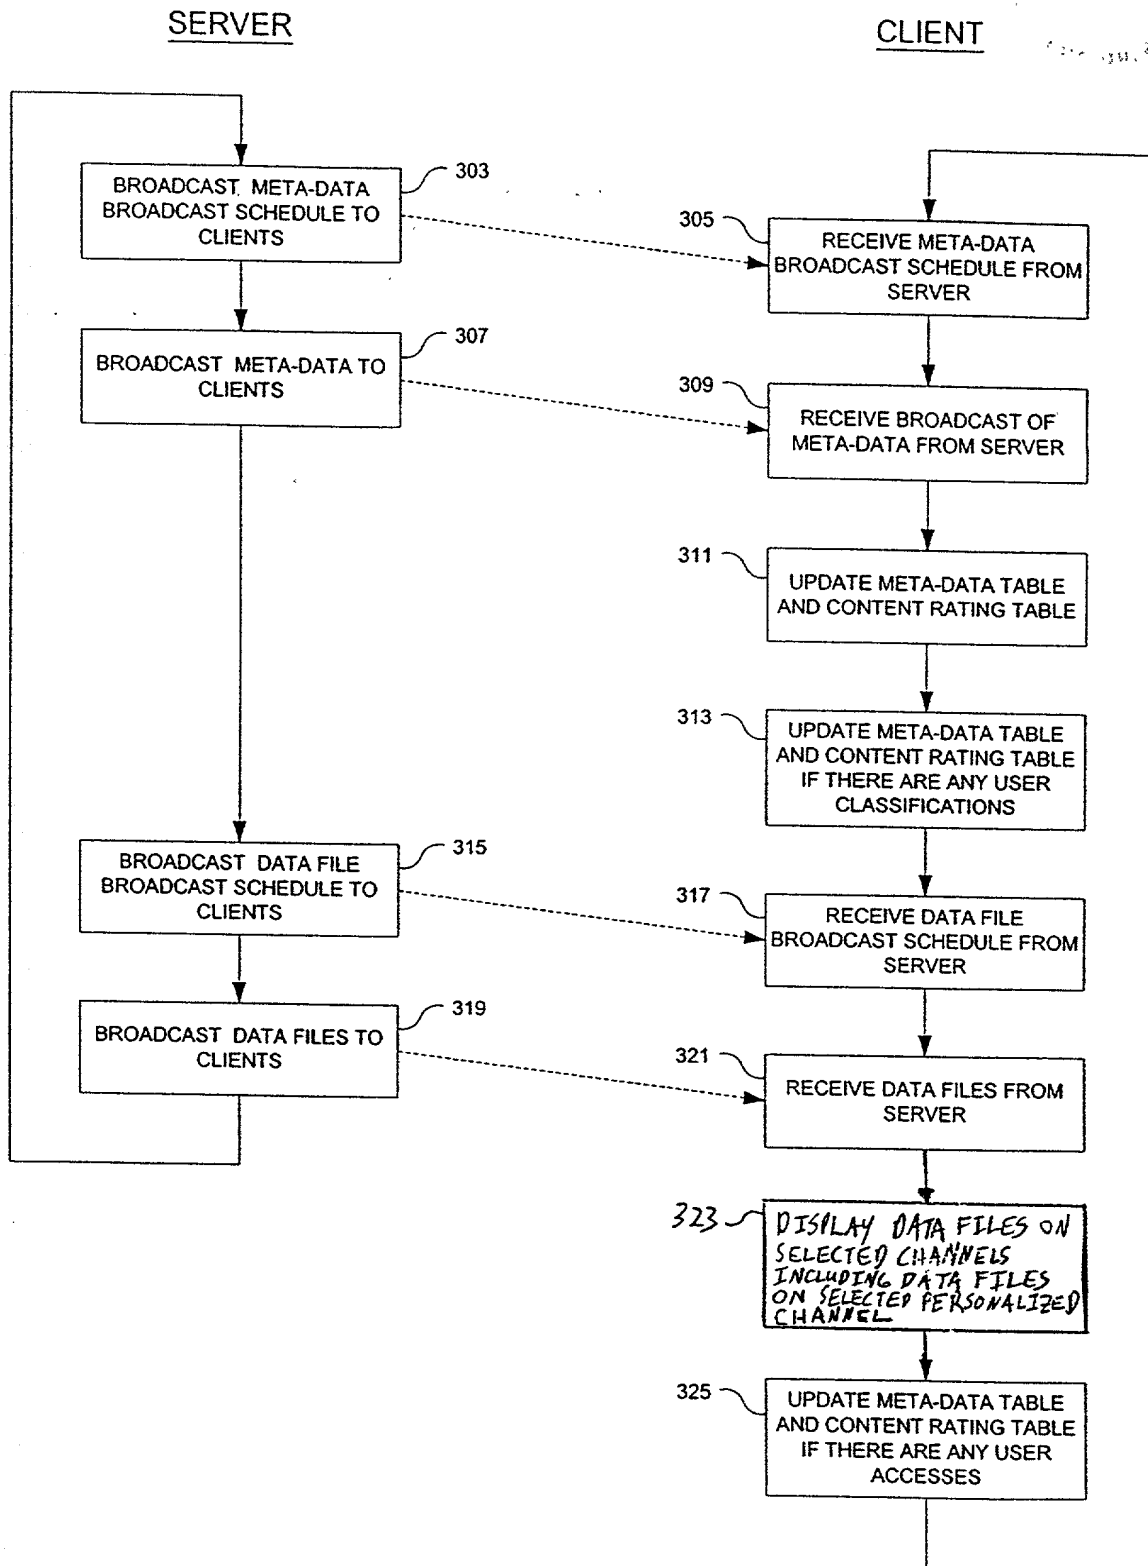 SERVER
CLIENT
303
BROADCAST META-DATA
BROADCAST SCHEDULE TO
CLIENTS
305
RECEIVE META-DATA
BROADCAST SCHEDULE FROM
SERVER
307
BROADCAST META-DATA TO
CLIENTS
309
RECEIVE BROADCAST OF
META-DATA FROM SERVER
311
UPDATE META-DATA TABLE
AND CONTENT RATING TABLE
313
UPDATE META-DATA TABLE
AND CONTENT RATING TABLE
IF THERE ARE ANY USER
CLASSIFICATIONS
315
BROADCAST DATA FILE
BROADCAST SCHEDULE TO
CLIENTS
317
RECEIVE DATA FILE
BROADCAST SCHEDULE FROM
SERVER
319
BROADCAST DATA FILES TO
CLIENTS
321
RECEIVE DATA FILES FROM
SERVER
323
DISPLAY DATA FILES ON
SELECTED CHANNELS
INCLUDING DATA FILES
ON SELECTED PERSONALIZED
CHANNEL
325
UPDATE META-DATA TABLE
AND CONTENT RATING TABLE
IF THERE ARE ANY USER
ACCESSES